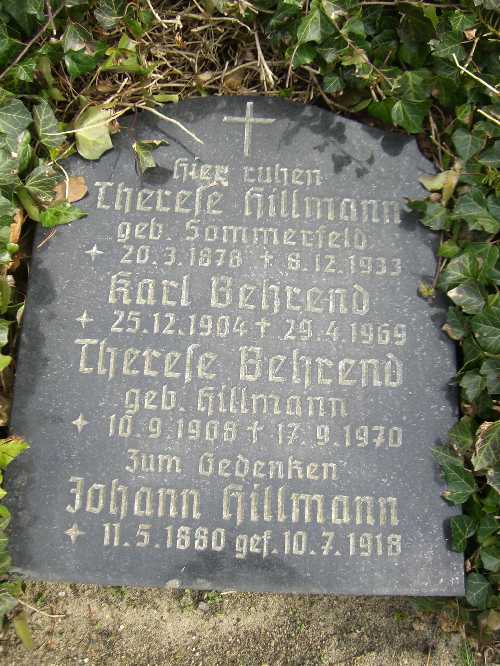 Hier ruhen
Therese Hillmann
geb. Sommerfeld
20.3.1878 ✝ 8.12.1933
Karl Behrend
25.12.1904 ✝ 29.4.1969
Therese Behrend
geb. Hillmann
10.9.1908 ✝ 17.9.1970
Zum Gedenken
Johann Hillmann
11.5.1880 gef. 10.7.1918